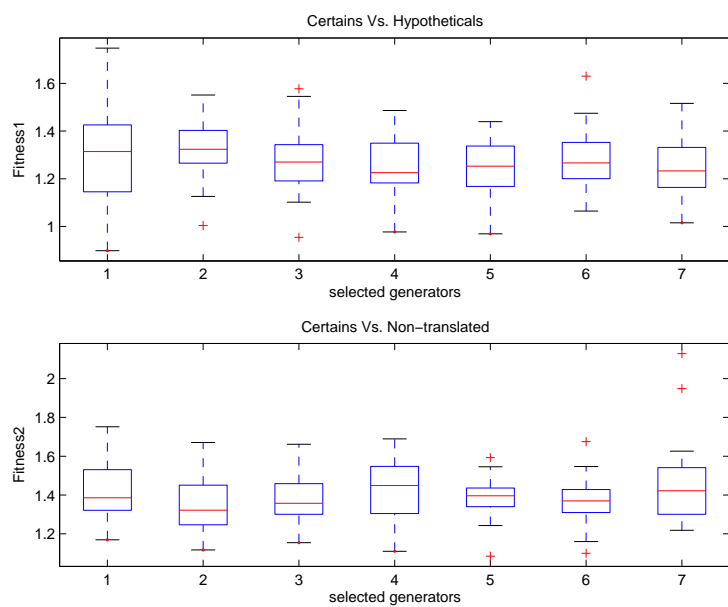 Certains Vs. Hypotheticals
1.6
1.4
1.2
1
Fitness1
1 2 3 4 5 6 7
selected generators
Certains Vs. Non−translated
2
1.8
1.6
1.4
1.2
Fitness2
1 2 3 4 5 6 7
selected generators